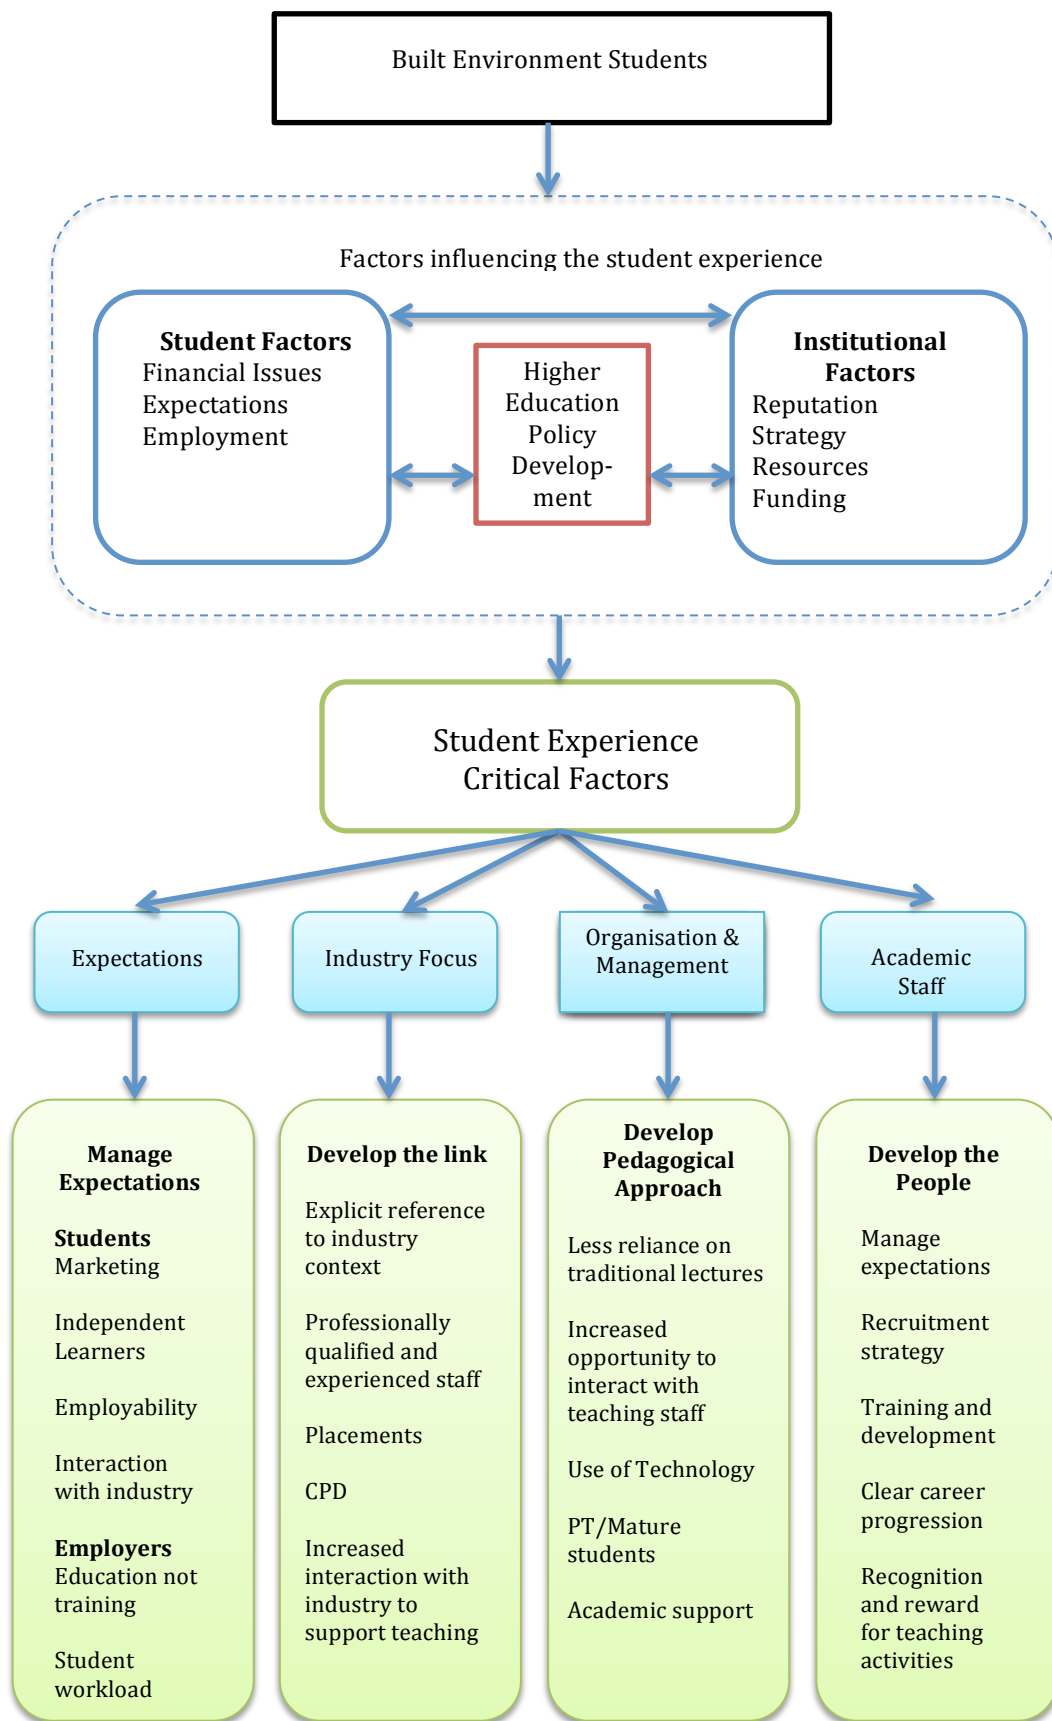 Built Environment Students
Factors influencing the student experience
Student Factors
Financial Issues
Expectations
Employment
Higher
Education
Policy
Develop-
ment
Institutional
Factors
Reputation
Strategy
Resources
Funding
Student Experience
Critical Factors
Expectations
Industry Focus
Organisation &
Management
Academic
Staff
Manage
Expectations
Students
Marketing
Independent
Learners
Employability
Interaction
with industry
Employers
Education not
training
Student
workload
Develop the link
Explicit reference
to industry
context
Professionally
qualified and
experienced staff
Placements
CPD
Increased
interaction with
industry to
support teaching
Develop
Pedagogical
Approach
Less reliance on
traditional lectures
Increased
opportunity to
interact with
teaching staff
Use of Technology
PT/Mature
students
Academic support
Develop the
People
Manage
expectations
Recruitment
strategy
Training and
development
Clear career
progression
Recognition
and reward
for teaching
activities